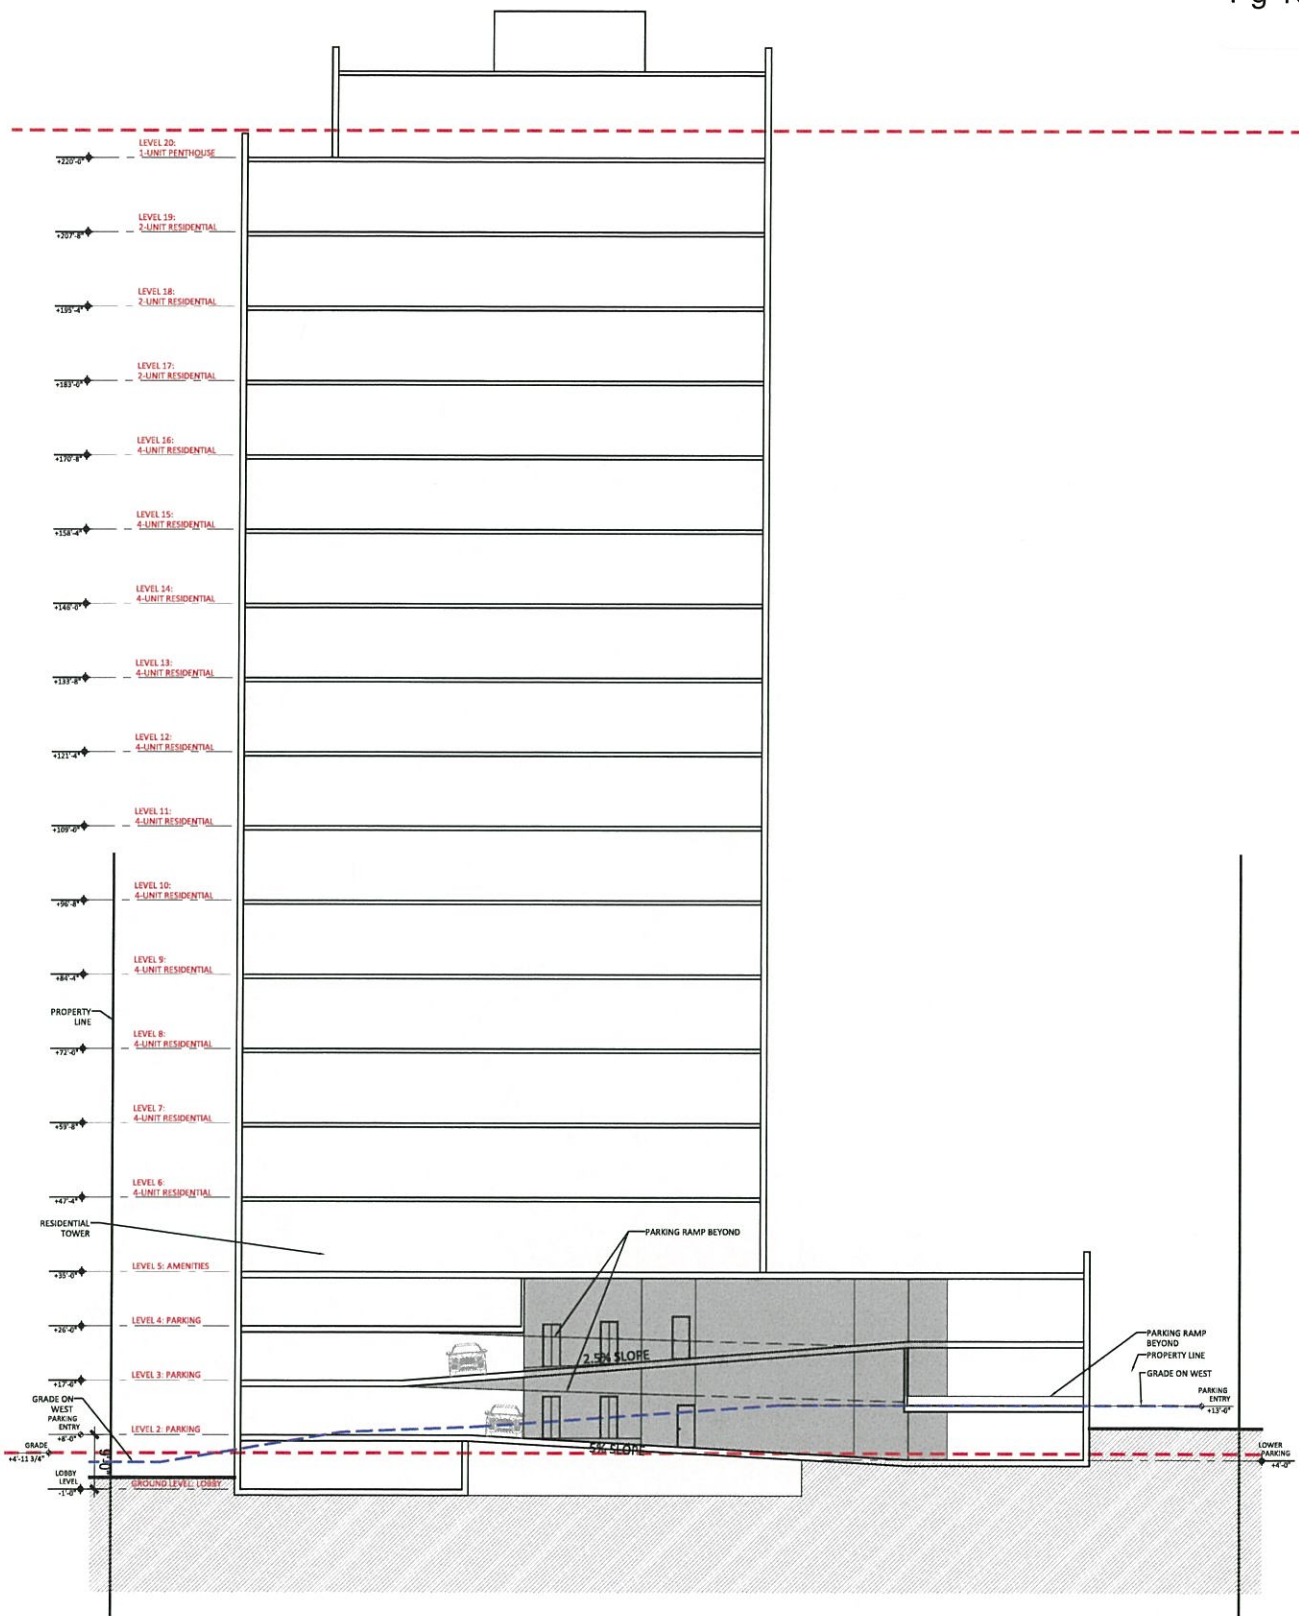 LEVEL 20:
1-UNIT PENTHOUSE
+220'-0"
LEVEL 19:
2-UNIT RESIDENTIAL
+207'-8"
LEVEL 18:
2-UNIT RESIDENTIAL
+195'-4"
LEVEL 17:
2-UNIT RESIDENTIAL
+183'-0"
LEVEL 16:
4-UNIT RESIDENTIAL
+170'-8"
LEVEL 15:
4-UNIT RESIDENTIAL
+158'-4"
LEVEL 14:
4-UNIT RESIDENTIAL
+146'-0"
LEVEL 13:
4-UNIT RESIDENTIAL
+133'-8"
LEVEL 12:
4-UNIT RESIDENTIAL
+121'-4"
LEVEL 11:
4-UNIT RESIDENTIAL
+109'-0"
LEVEL 10:
4-UNIT RESIDENTIAL
+96'-8"
LEVEL 9:
4-UNIT RESIDENTIAL
+84'-4"
PROPERTY
LINE
LEVEL 8:
4-UNIT RESIDENTIAL
+72'-0"
LEVEL 7:
4-UNIT RESIDENTIAL
+59'-8"
LEVEL 6:
4-UNIT RESIDENTIAL
+47'-4"
RESIDENTIAL
TOWER
PARKING RAMP BEYOND
LEVEL 5: AMENITIES
+35'-0"
LEVEL 4: PARKING
+26'-0"
2.5% SLOPE
PARKING RAMP
BEYOND
PROPERTY LINE
GRADE ON WEST
LEVEL 3: PARKING
+17'-0"
PARKING
ENTRY
+13'-0"
GRADE ON
WEST
PARKING
ENTRY
+8'-0"
LEVEL 2: PARKING
5% SLOPE
GRADE
+4'-11 3/4"
9'-0"
LOWER
PARKING
+4'-0"
LOBBY
LEVEL
-1'-0"
GROUND LEVEL: LOBBY